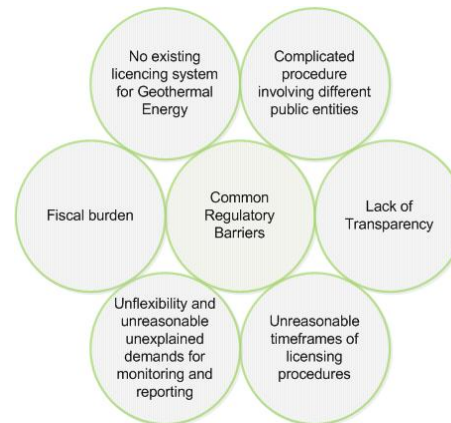 No existing
licencing system
for Geothermal
Energy
Complicated
procedure
involving different
public entities
Fiscal burden
Common
Regulatory
Barriers
Lack of
Transparency
Unflexibility and
unreasonable
unexplained
demands for
monitoring and
reporting
Unreasonable
timeframes of
licensing
procedures